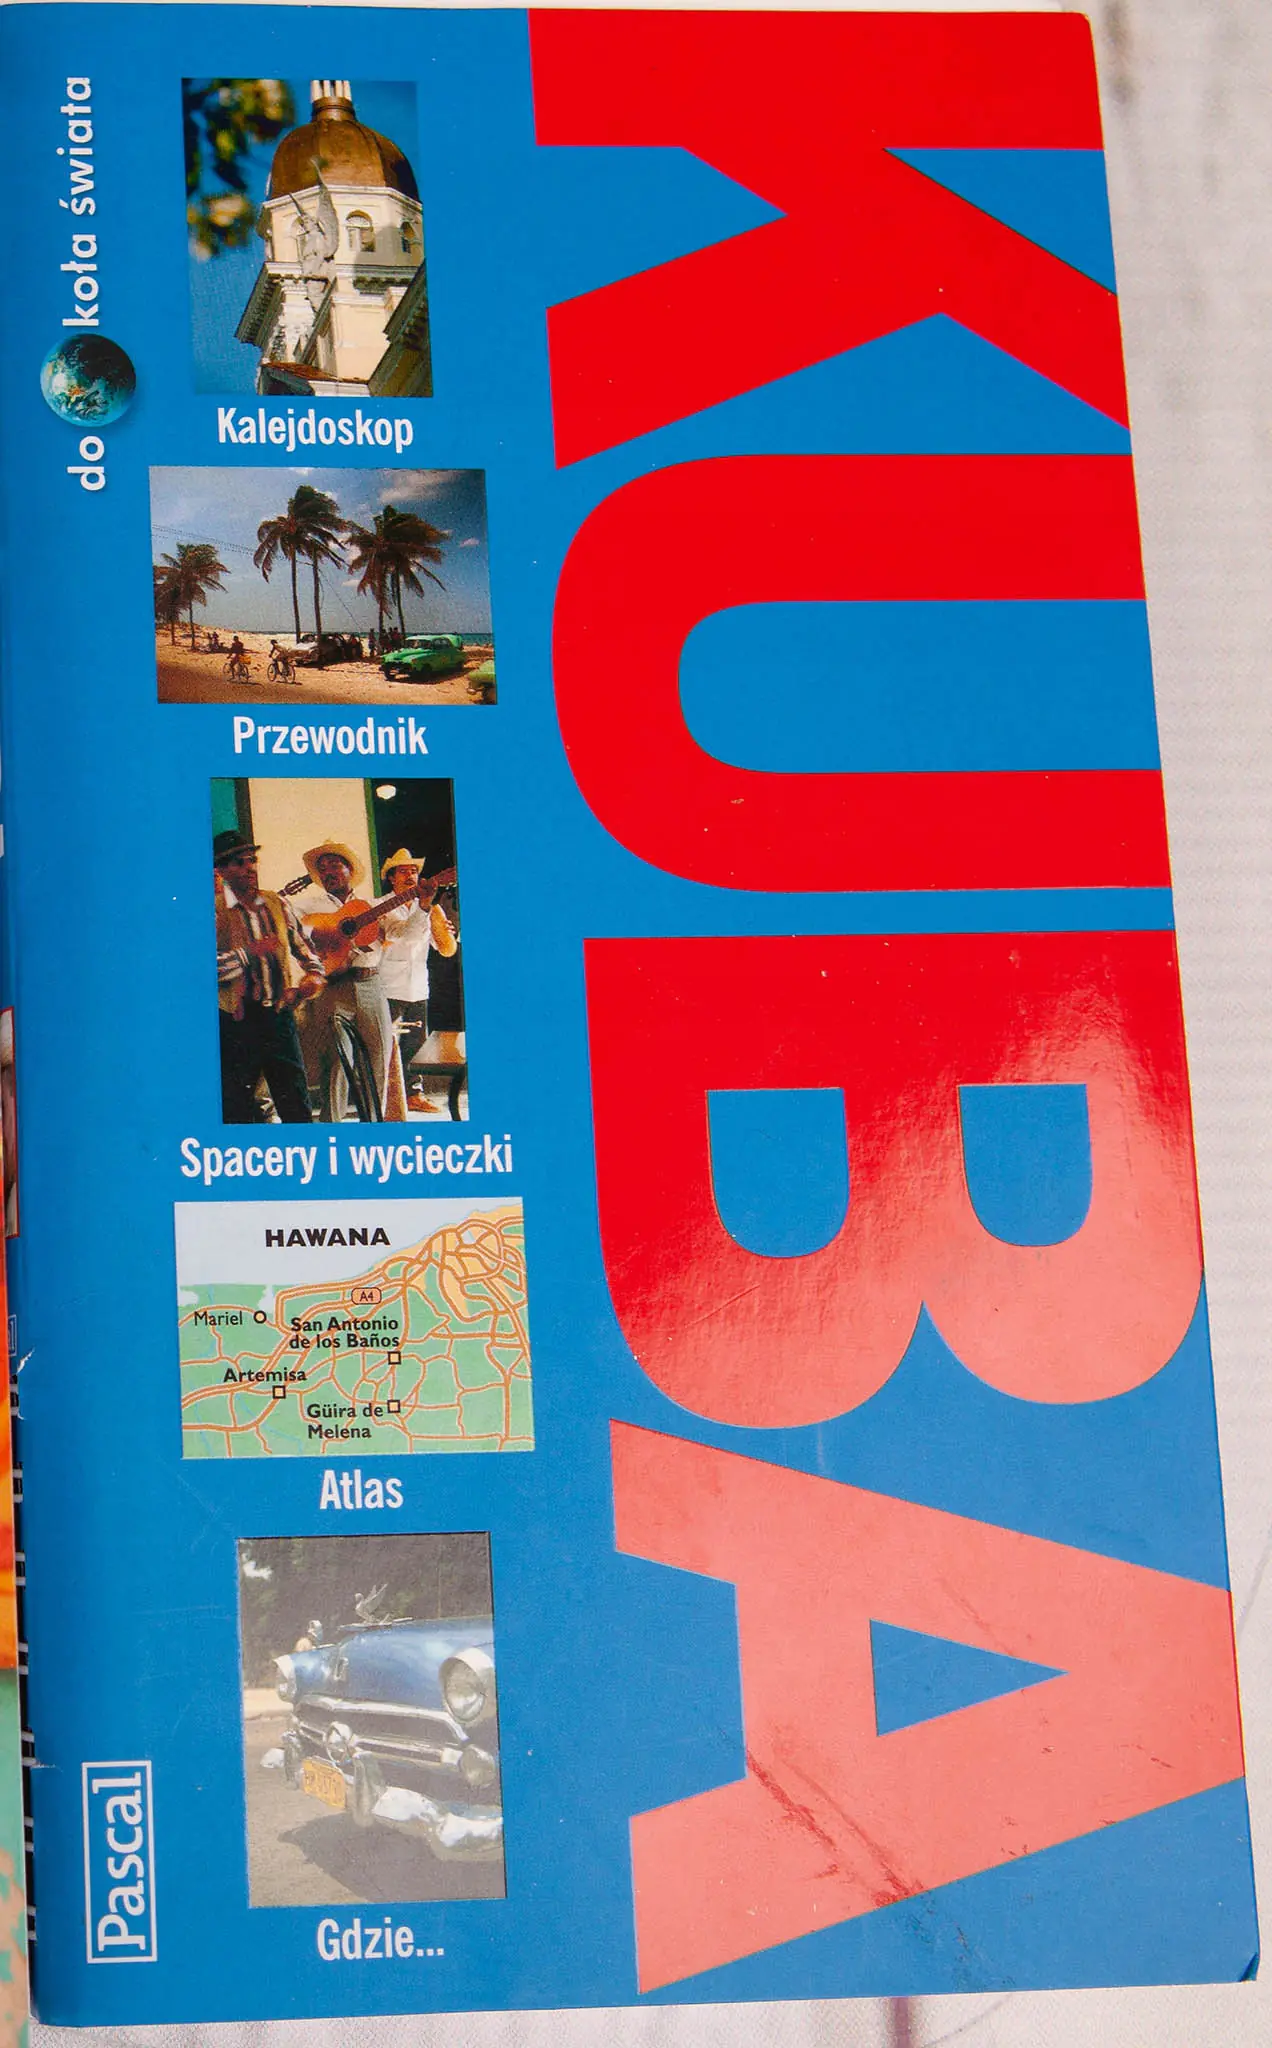 do koła świata
KUBA
Kalejdoskop
Przewodnik
Spacery i wycieczki
HAWANA
A4
Mariel
San Antonio
de los Baños
Artemisa
Güira de
Melena
Atlas
Gdzie...
Pascal